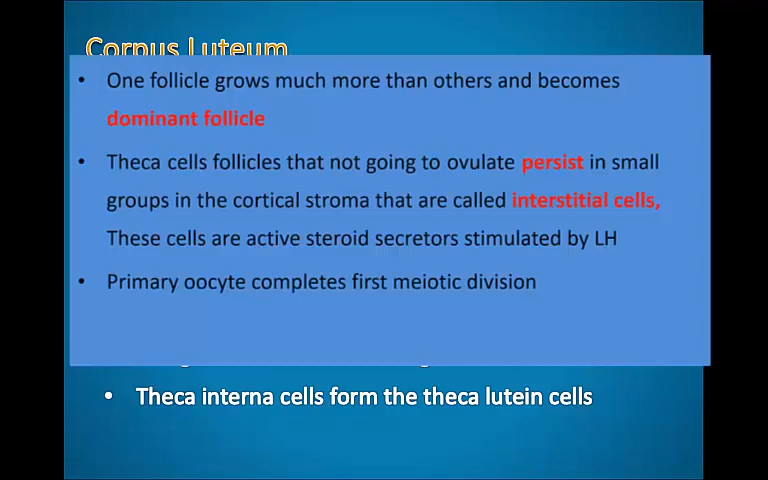 Corpus Luteum
• One follicle grows much more than others and becomes
dominant follicle
• Theca cells follicles that not going to ovulate persist in small
groups in the cortical stroma that are called interstitial cells,
These cells are active steroid secretors stimulated by LH
• Primary oocyte completes first meiotic division
• Theca interna cells form the theca lutein cells